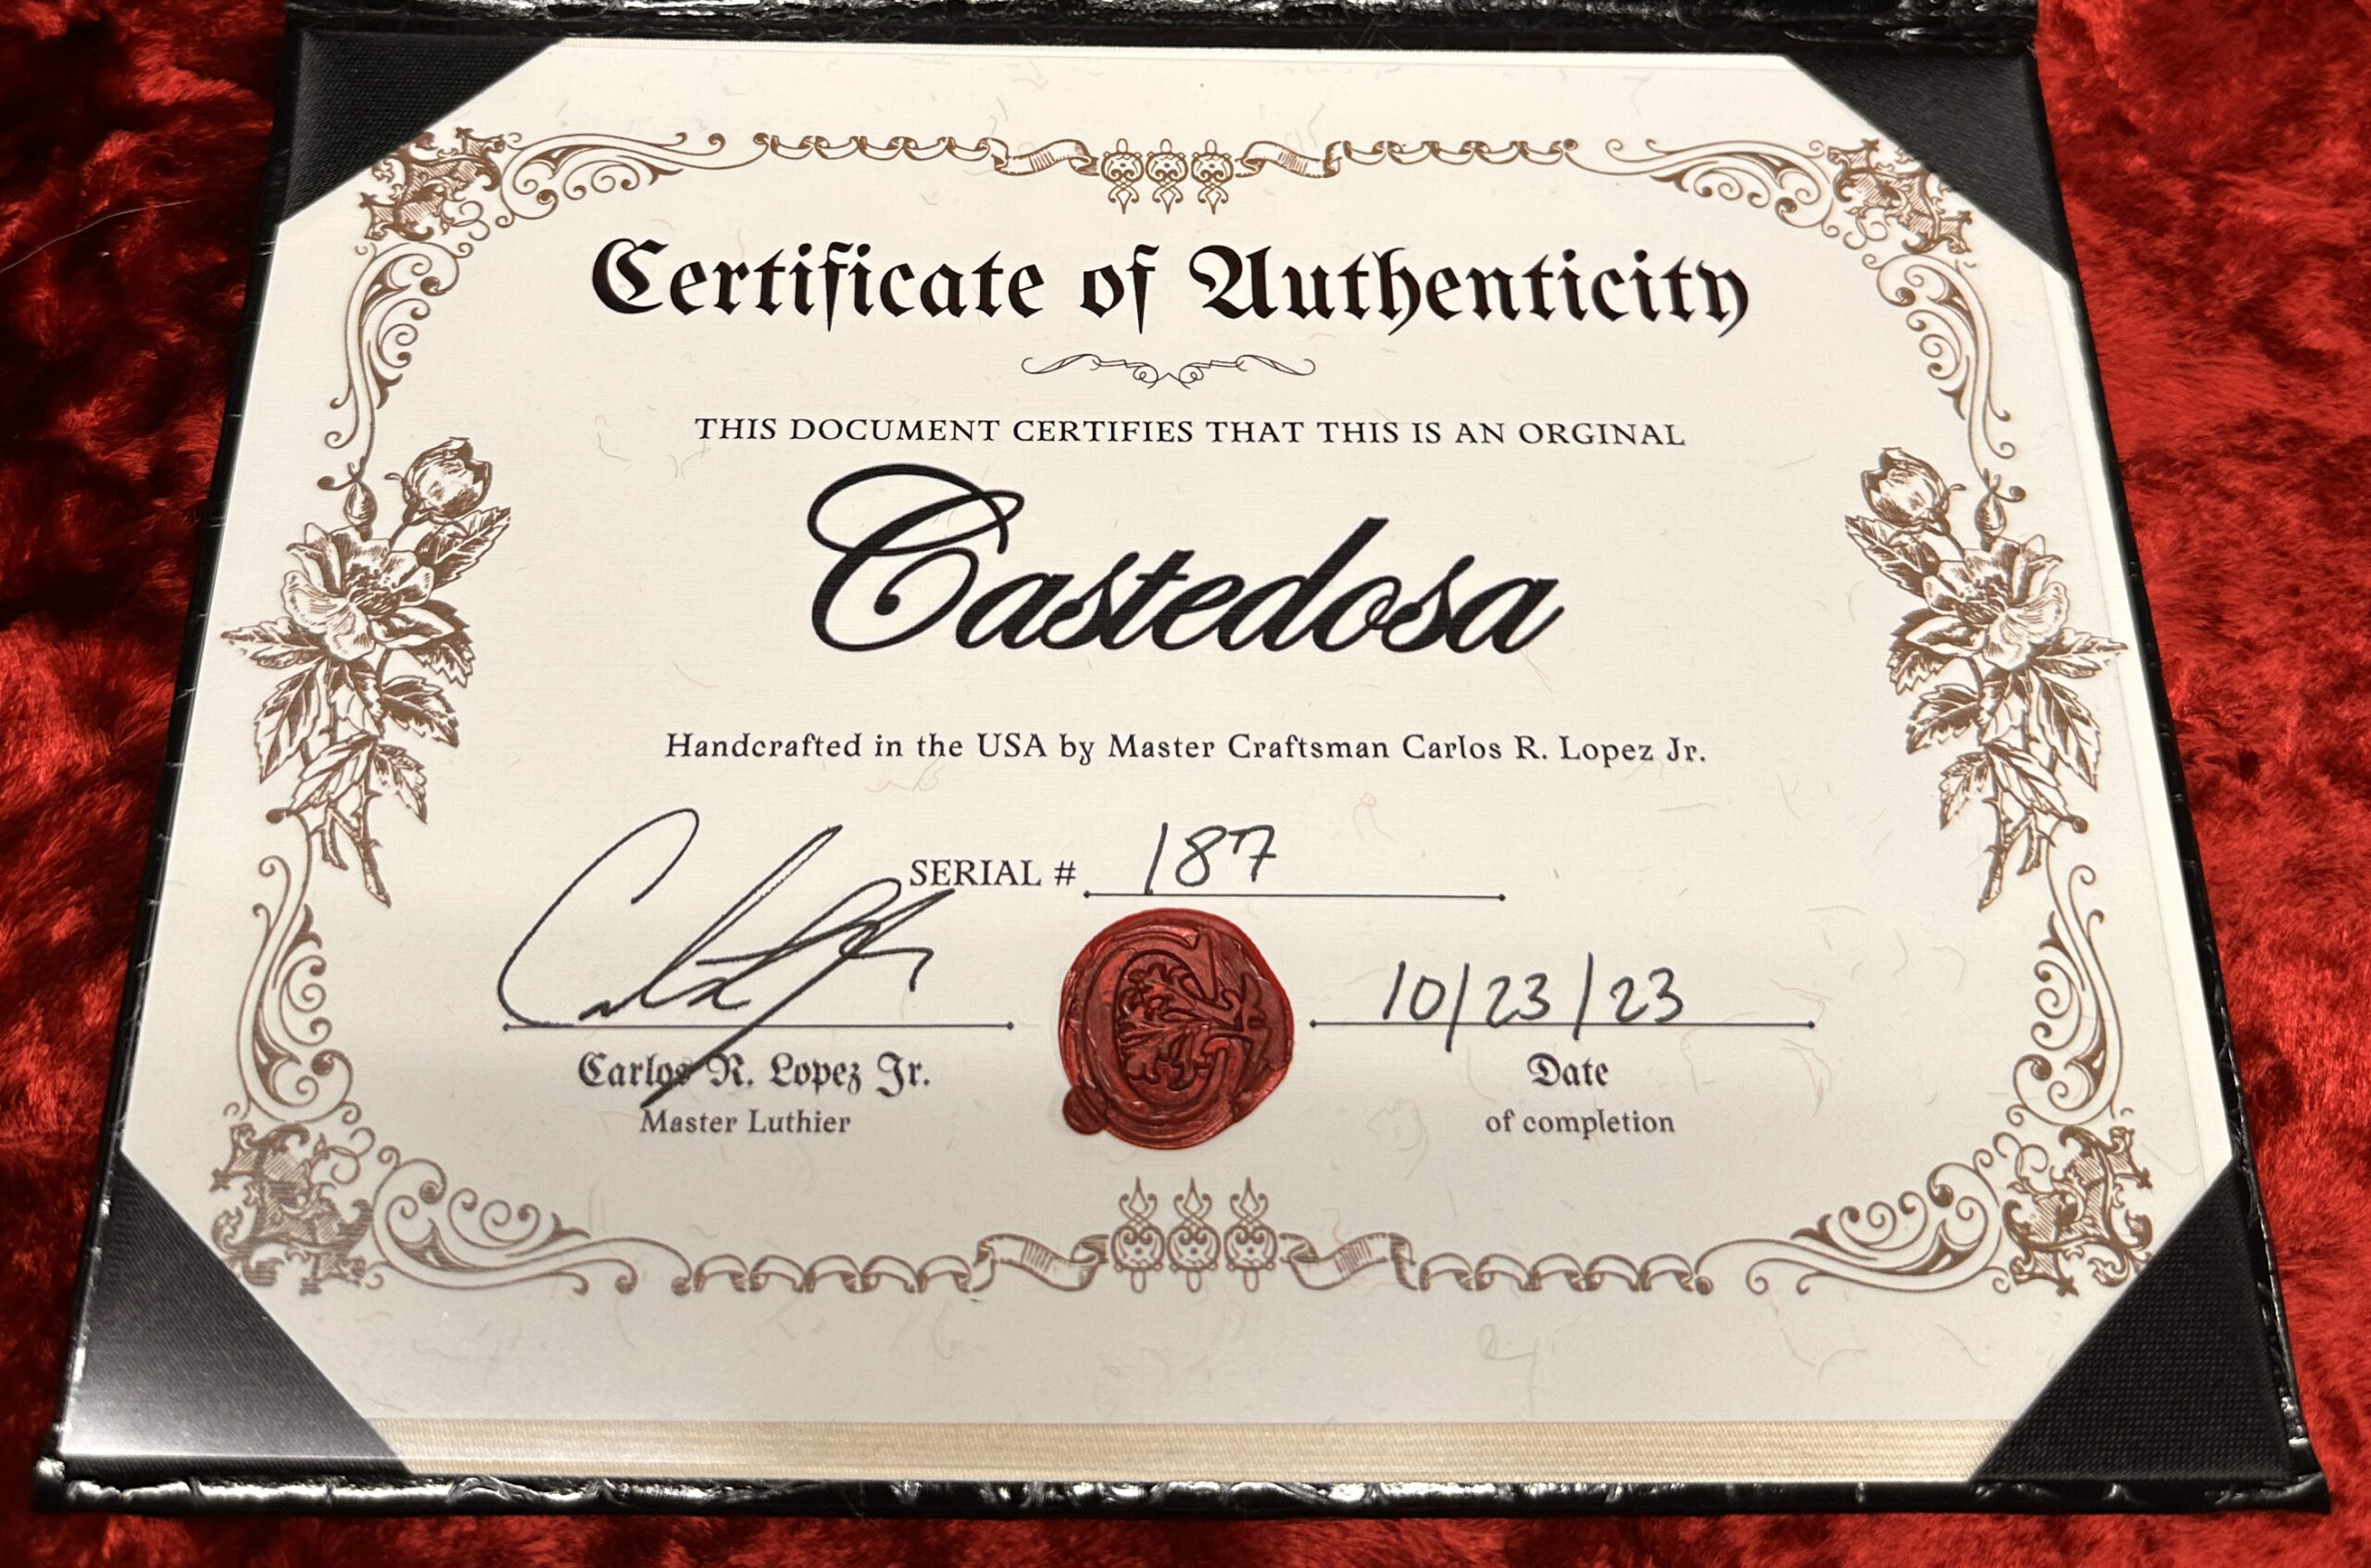 Certificate of Authenticity
THIS DOCUMENT CERTIFIES THAT THIS IS AN ORGINAL
Castedosa
Handcrafted in the USA by Master Craftsman Carlos R. Lopez Jr.
SERIAL # 187
10/23/23
Carlos R. Lopez Jr.
Master Luthier
Date
of completion